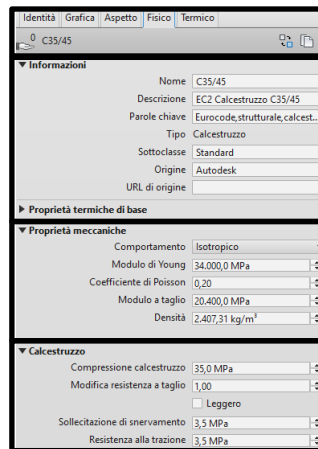 Identità Grafica Aspetto Fisico Termico
0 C35/45
▼ Informazioni
Nome C35/45
Descrizione EC2 Calcestruzzo C35/45
Parole chiave Eurocode,strutturale,calcest...
Tipo Calcestruzzo
Sottoclasse Standard
Origine Autodesk
URL di origine
▶ Proprietà termiche di base
▼ Proprietà meccaniche
Comportamento Isotropico
Modulo di Young 34.000,0 MPa
Coefficiente di Poisson 0,20
Modulo a taglio 20.400,0 MPa
Densità 2.407,31 kg/m³
▼ Calcestruzzo
Compressione calcestruzzo 35,0 MPa
Modifica resistenza a taglio 1,00
Leggero
Sollecitazione di snervamento 3,5 MPa
Resistenza alla trazione 3,5 MPa